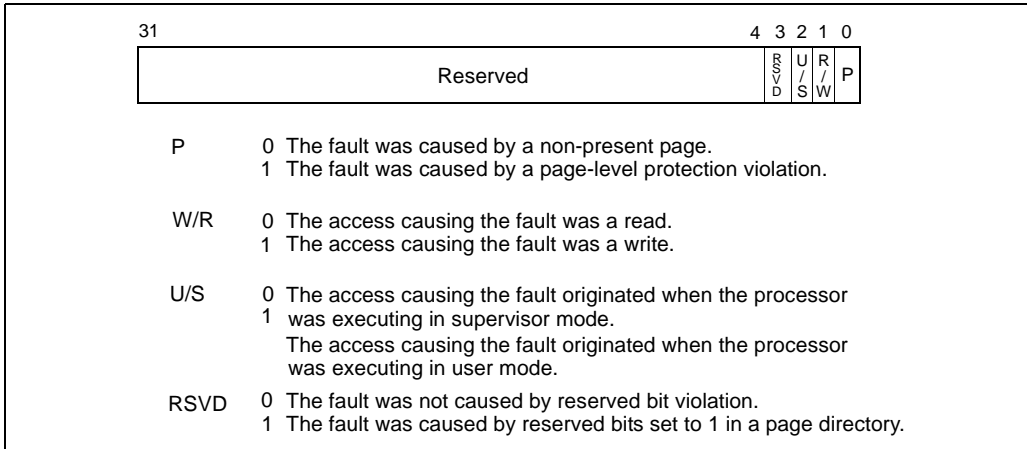 31 4 3 2 1 0
Reserved RSVD U/S R/W P
P 0 The fault was caused by a non-present page.
1 The fault was caused by a page-level protection violation.
W/R 0 The access causing the fault was a read.
1 The access causing the fault was a write.
U/S 0 The access causing the fault originated when the processor
1 was executing in supervisor mode.
The access causing the fault originated when the processor
was executing in user mode.
RSVD 0 The fault was not caused by reserved bit violation.
1 The fault was caused by reserved bits set to 1 in a page directory.